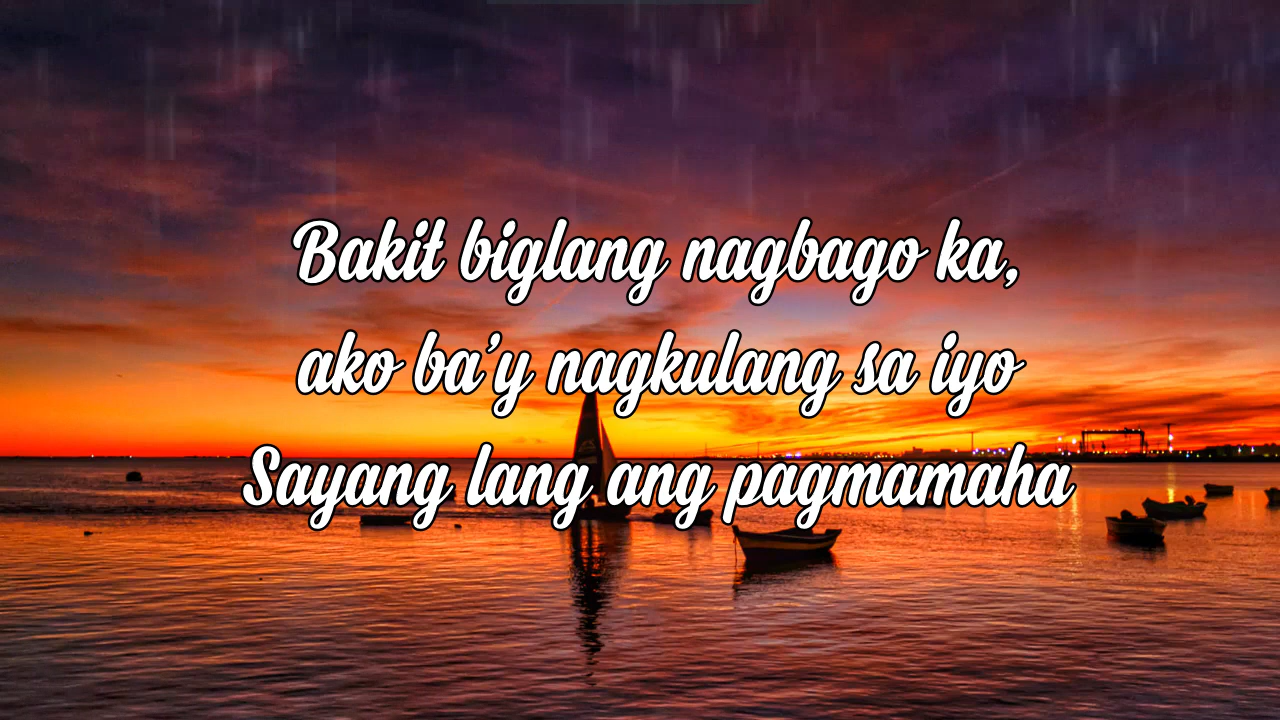 Bakit biglang nagbago ka,
ako ba’y nagkulang sa iyo
Sayang lang ang pagmamaha